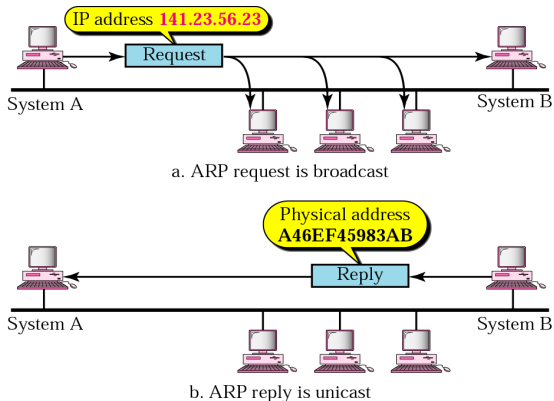 IP address 141.23.56.23
Request
System A
System B
a. ARP request is broadcast
Physical address
A46EF45983AB
Reply
System A
System B
b. ARP reply is unicast